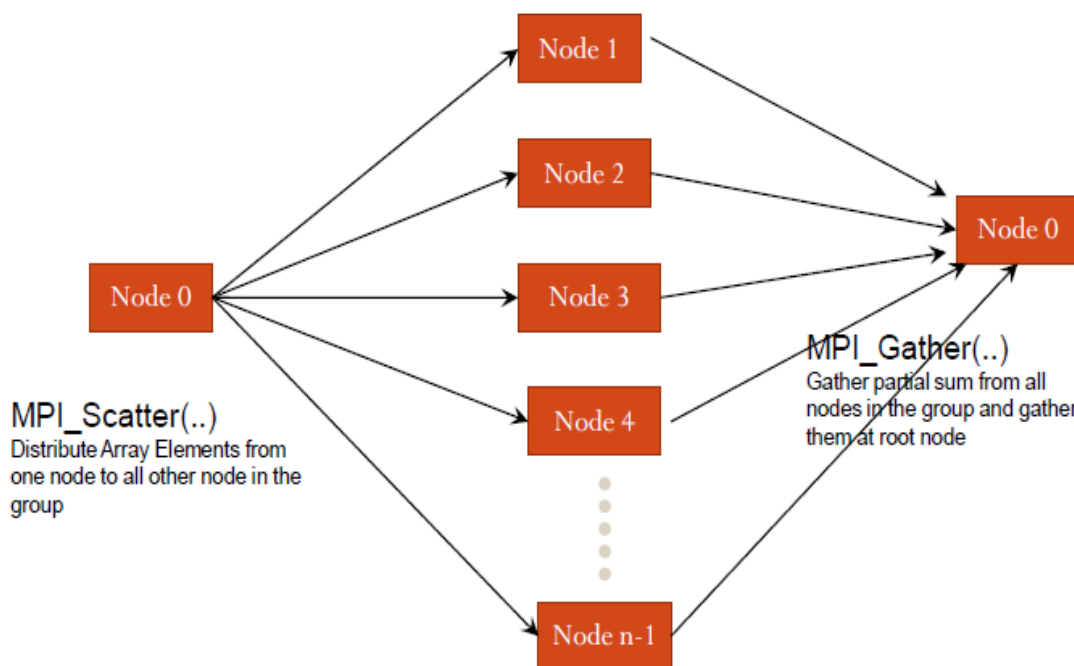 Node 1
Node 2
Node 0
Node 0
Node 3
MPI_Gather(..)
Gather partial sum from all
nodes in the group and gather
them at root node
MPI_Scatter(..)
Distribute Array Elements from
one node to all other node in the
group
Node 4
Node n-1